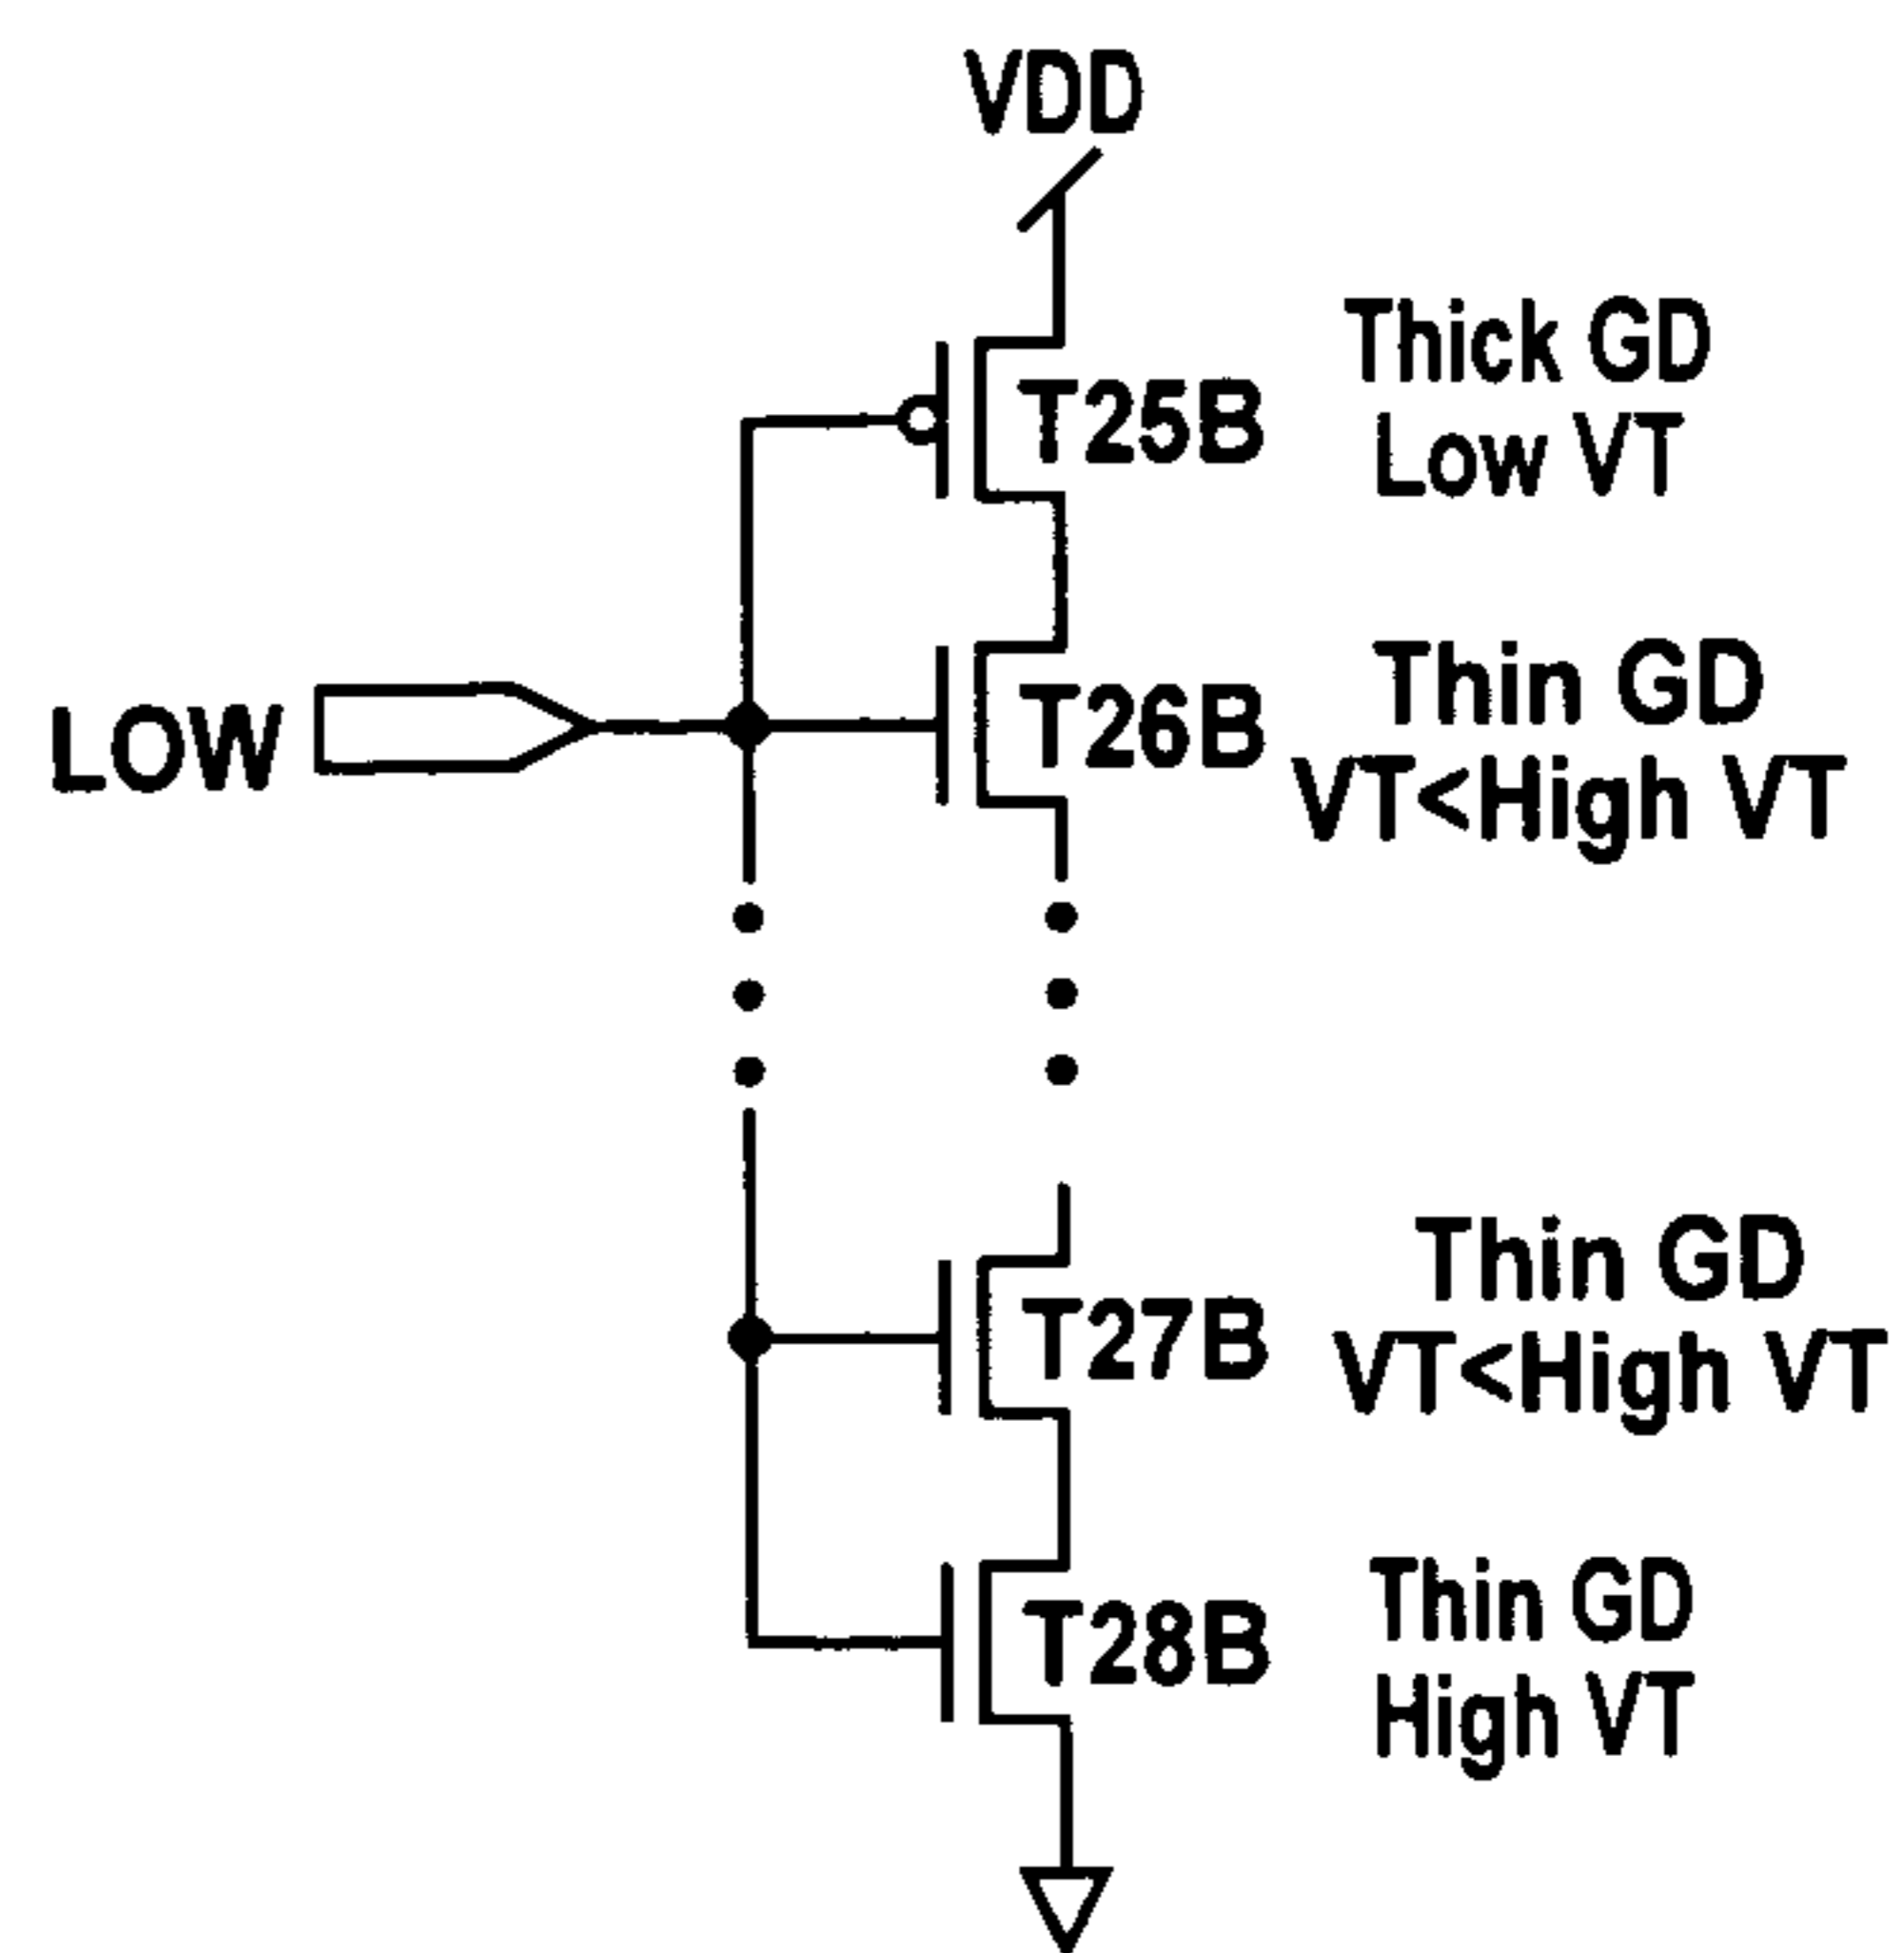 VDD
Thick GD
Low VT
T25B
Thin GD
VT<High VT
T26B
LOW
Thin GD
VT<High VT
T27B
Thin GD
High VT
T28B